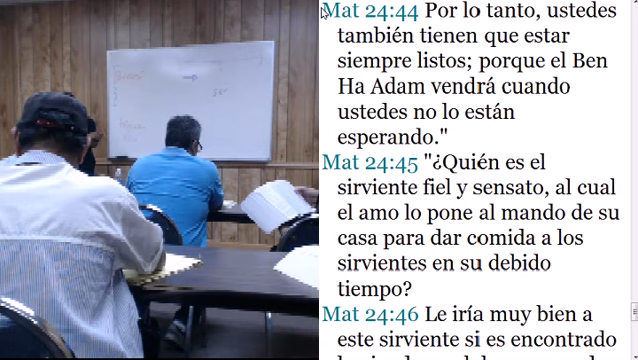 Mat 24:44 Por lo tanto, ustedes
también tienen que estar
siempre listos; porque el Ben
Ha Adam vendrá cuando
ustedes no lo están
esperando."
Mat 24:45 "¿Quién es el
sirviente fiel y sensato, al cual
el amo lo pone al mando de su
casa para dar comida a los
sirvientes en su debido
tiempo?
Mat 24:46 Le iría muy bien a
este sirviente si es encontrado